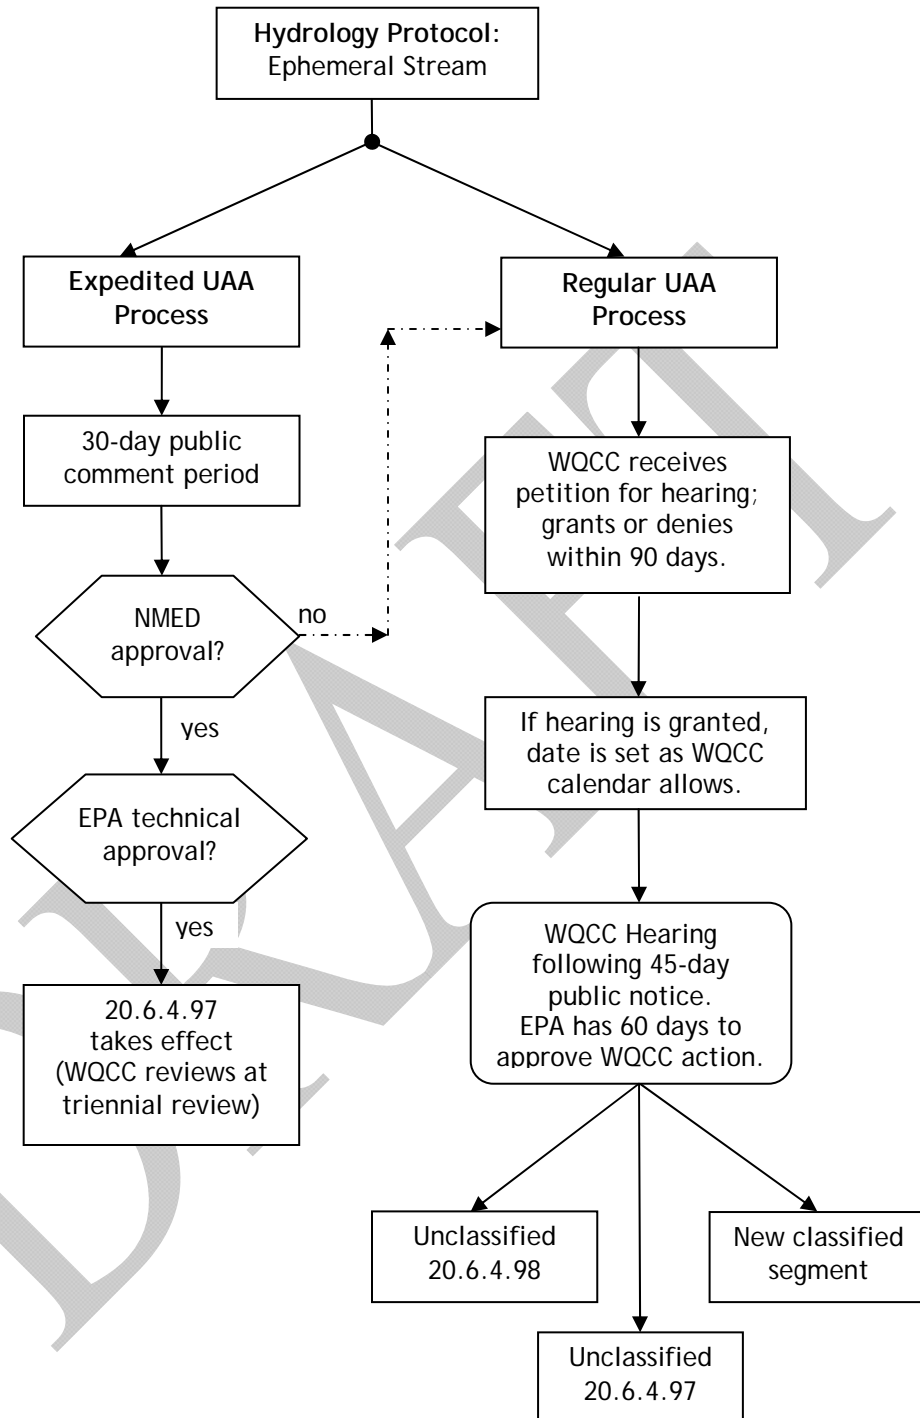 Hydrology Protocol:
Ephemeral Stream
Expedited UAA
Process
30-day public
comment period
NMED
approval?
no
yes
EPA technical
approval?
yes
20.6.4.97
takes effect
(WQCC reviews at
triennial review)
Regular UAA
Process
WQCC receives
petition for hearing;
grants or denies
within 90 days.
If hearing is granted,
date is set as WQCC
calendar allows.
WQCC Hearing
following 45-day
public notice.
EPA has 60 days to
approve WQCC action.
Unclassified
20.6.4.98
New classified
segment
Unclassified
20.6.4.97
DRAFT